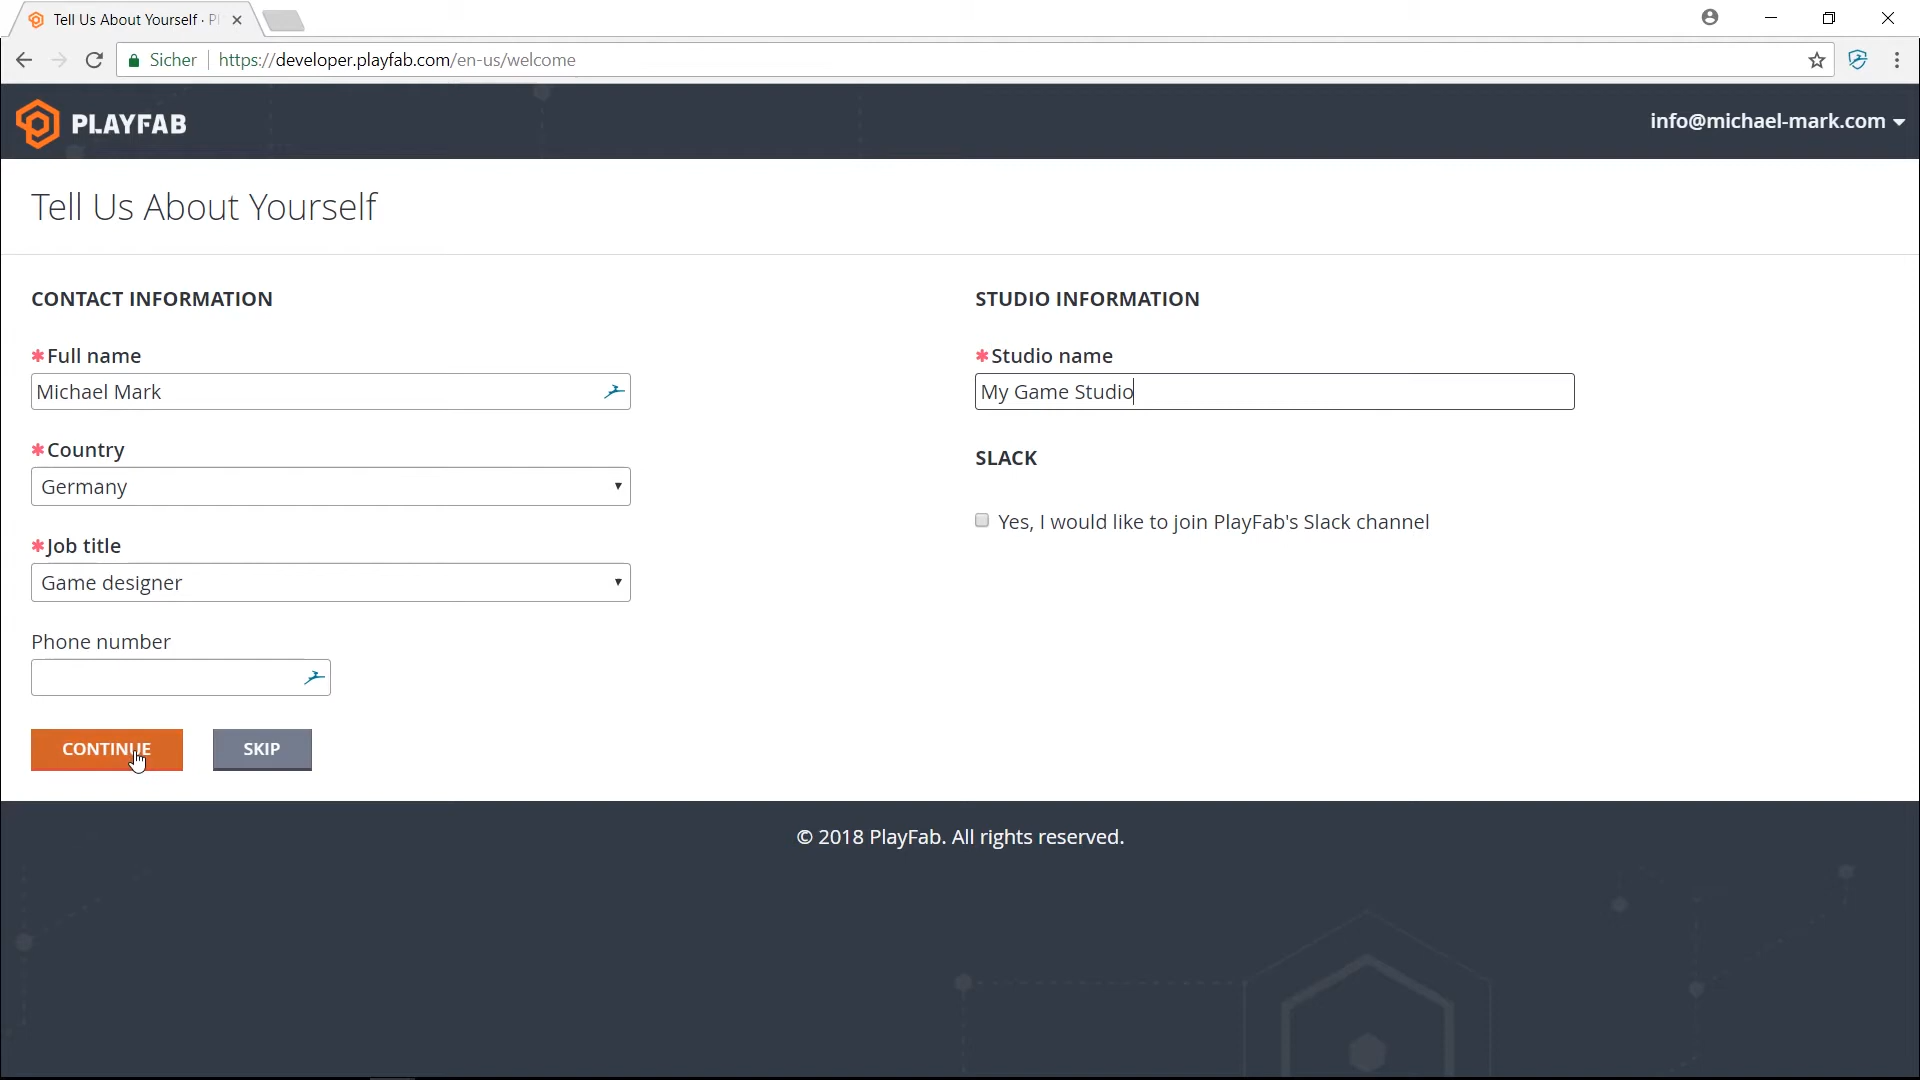 Tell Us About Yourself · P
Sicher
https://developer.playfab.com/en-us/welcome
PLAYFAB
info@michael-mark.com
Tell Us About Yourself
CONTACT INFORMATION
*Full name
Michael Mark
*Country
Germany
*Job title
Game designer
Phone number
CONTINUE
SKIP
STUDIO INFORMATION
*Studio name
My Game Studio
SLACK
Yes, I would like to join PlayFab's Slack channel
© 2018 PlayFab. All rights reserved.